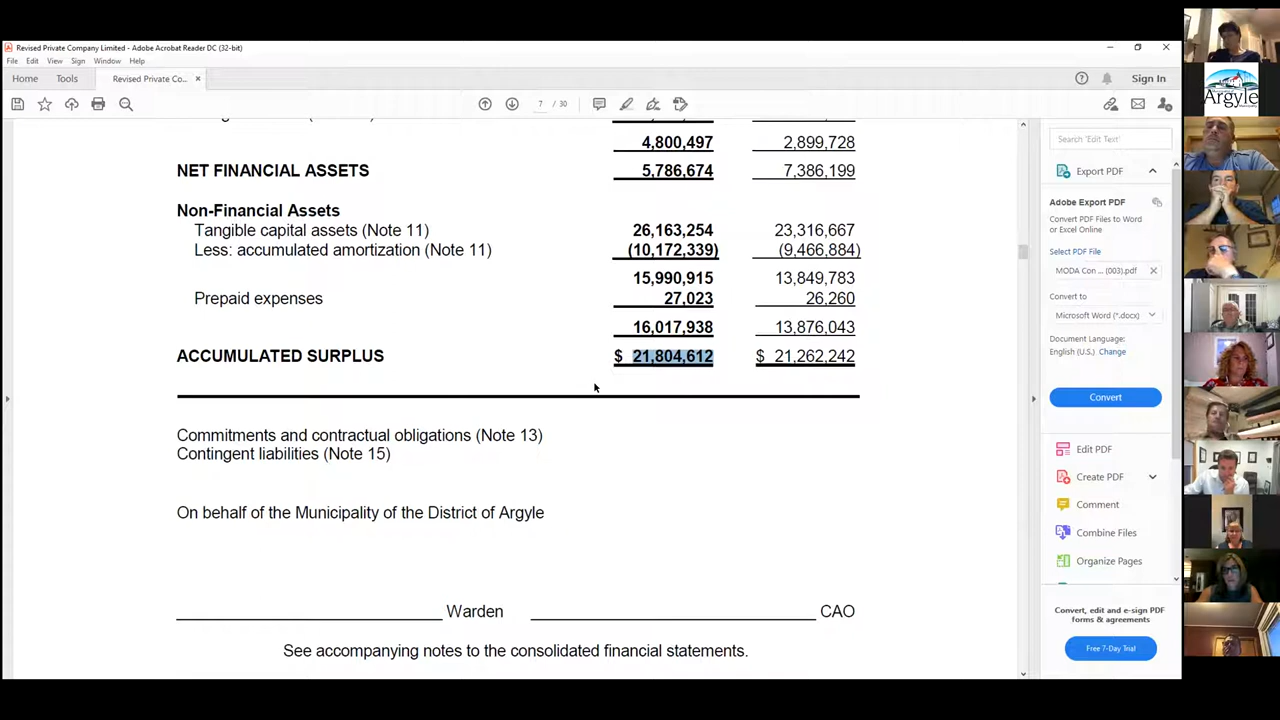 Revised Private Company Limited - Adobe Acrobat Reader DC (32-bit)
File Edit View Sign Window Help
Home Tools Revised Private Co... × Sign In
7 / 30
4,800,497 2,899,728
NET FINANCIAL ASSETS 5,786,674 7,386,199
Non-Financial Assets
Tangible capital assets (Note 11) 26,163,254 23,316,667
Less: accumulated amortization (Note 11) (10,172,339) (9,466,884)
15,990,915 13,849,783
Prepaid expenses 27,023 26,260
16,017,938 13,876,043
ACCUMULATED SURPLUS $ 21,804,612 $ 21,262,242
Commitments and contractual obligations (Note 13)
Contingent liabilities (Note 15)
On behalf of the Municipality of the District of Argyle
Warden CAO
See accompanying notes to the consolidated financial statements.
Search 'Edit Text'
Export PDF
Adobe Export PDF
Convert PDF Files to Word
or Excel Online
Select PDF File
MODA Con ... (003).pdf ×
Convert to
Microsoft Word (*.docx)
Document Language:
English (U.S.) Change
Convert
Edit PDF
Create PDF
Comment
Combine Files
Organize Pages
Convert, edit and e-sign PDF
forms & agreements
Free 7-Day Trial
Argyle